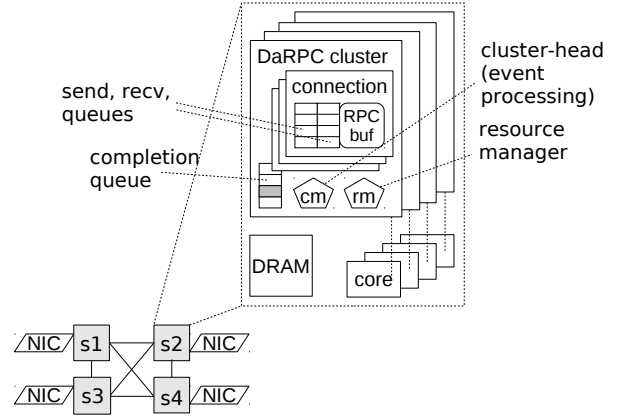 DaRPC cluster
cluster-head
(event
processing)
connection
send, recv,
queues
RPC
buf
resource
manager
completion
queue
cm
rm
DRAM
core
NIC
s1
s2
NIC
NIC
s3
s4
NIC